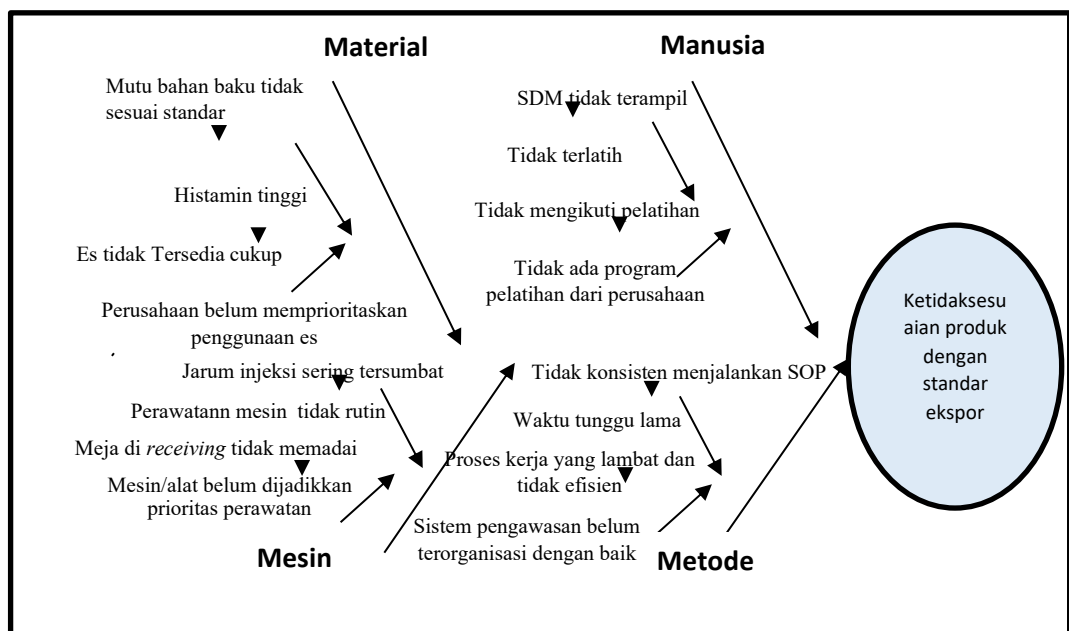 Material
Mutu bahan baku tidak
sesuai standar
Histamin tinggi
Es tidak Tersedia cukup
Perusahaan belum memprioritaskan
penggunaan es
Manusia
SDM tidak terampil
Tidak terlatih
Tidak mengikuti pelatihan
Tidak ada program
pelatihan dari perusahaan
Jarum injeksi sering tersumbat
Perawatann mesin tidak rutin
Meja di receiving tidak memadai
Mesin/alat belum dijadikkan
prioritas perawatan
Mesin
Tidak konsisten menjalankan SOP
Waktu tunggu lama
Proses kerja yang lambat dan
tidak efisien
Sistem pengawasan belum
terorganisasi dengan baik
Metode
Ketidaksesu
aian produk
dengan
standar
ekspor